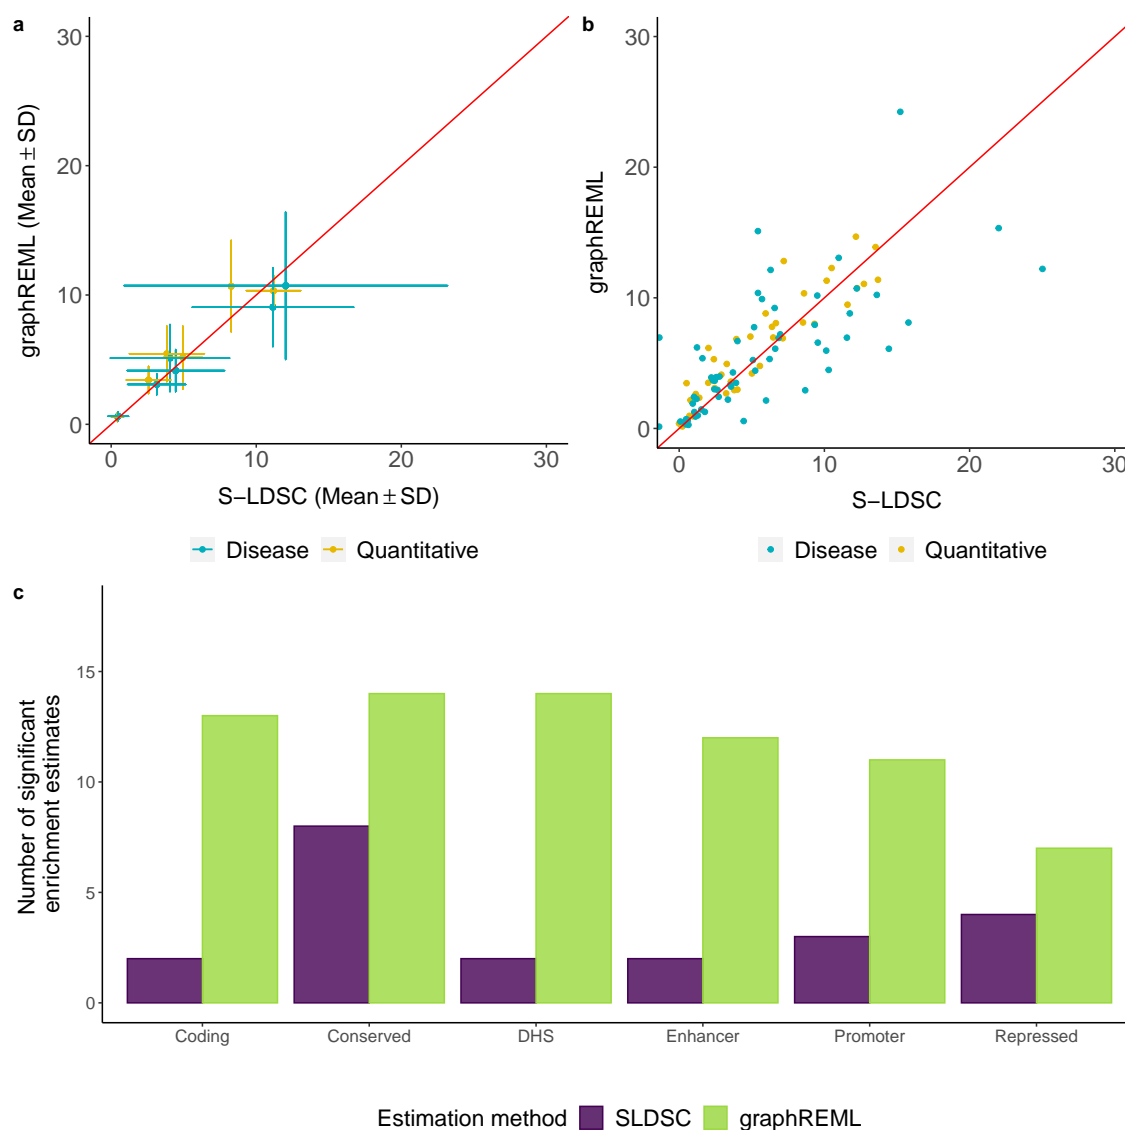 a
graphREML (Mean ± SD)
30
20
10
0
0 10 20 30
S−LDSC (Mean ± SD)
Disease Quantitative
b
graphREML
30
20
10
0
0 10 20 30
S−LDSC
Disease Quantitative
c
Number of significant
enrichment estimates
15
10
5
0
Coding Conserved DHS Enhancer Promoter Repressed
Estimation method SLDSC graphREML